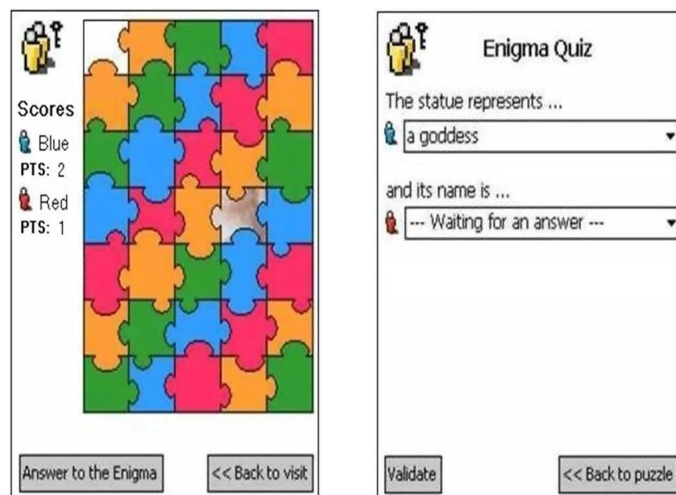 Scores
Blue
PTS: 2
Red
PTS: 1
Answer to the Enigma
<< Back to visit
Enigma Quiz
The statue represents ...
a goddess
and its name is ...
--- Waiting for an answer ---
Validate
<< Back to puzzle